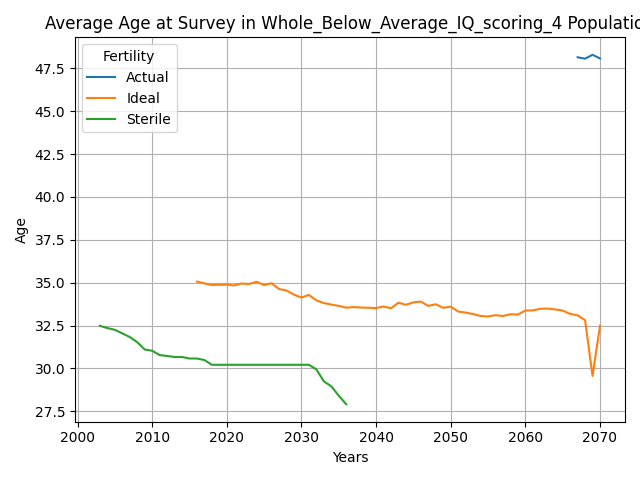 Average Age at Survey in Whole_Below_Average_IQ_scoring_4 Populatio
Fertility
Actual
Ideal
Sterile
47.5
45.0
42.5
40.0
37.5
35.0
32.5
30.0
27.5
Age
2000 2010 2020 2030 2040 2050 2060 2070
Years